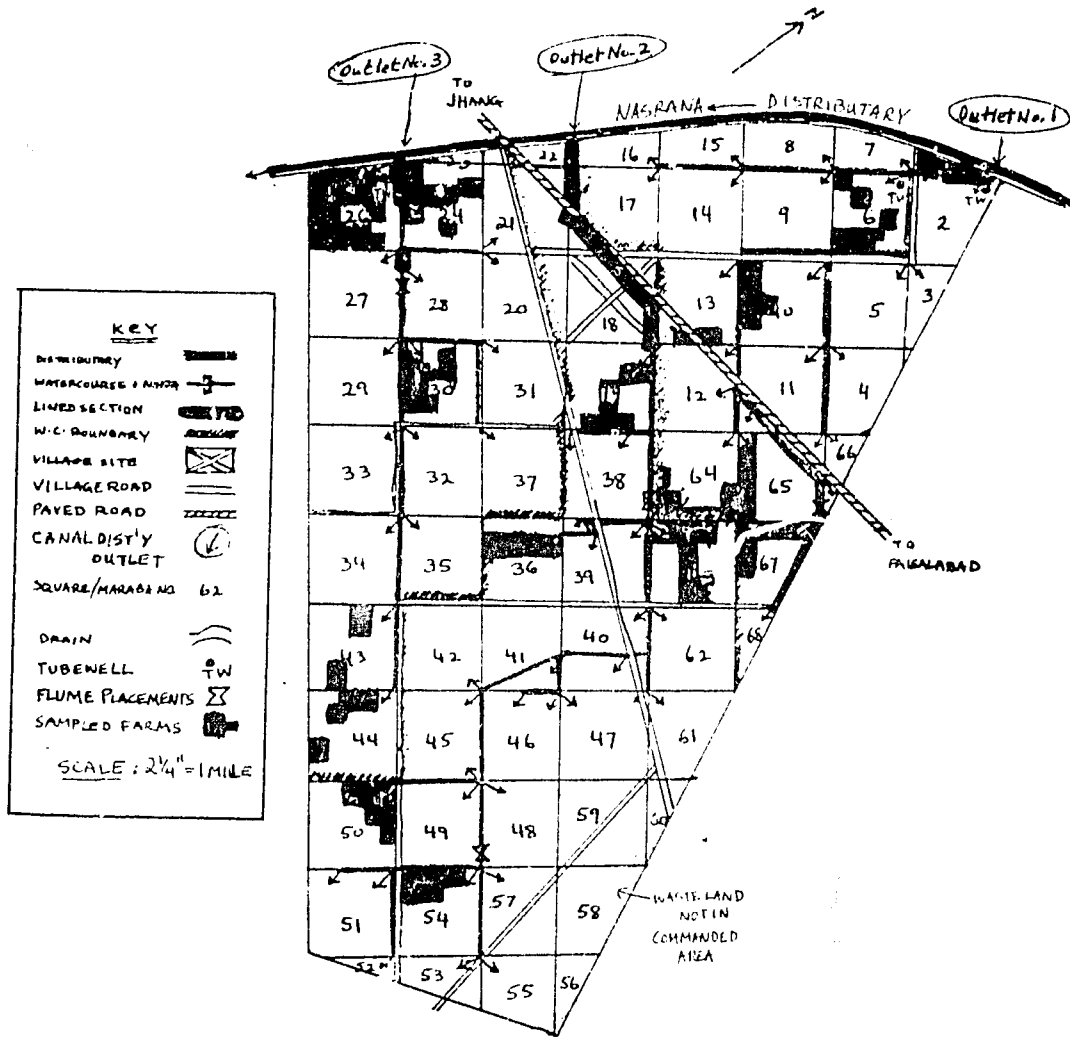 N
Outlet No. 3
Outlet No. 2
TO
JHANG
NASRANA ← DISTRIBUTARY
Outlet No. 1
22 16 15 8 7
TW TW
26 24 21 17 14 9 6 2
27 28 20 18 13 10 5 3
29 30 31 12 11 4
33 32 37 38 64 65 66
34 35 36 39 67
43 42 41 40 62 68
44 45 46 47 61
50 49 48 59 60
51 54 57 58
52 53 55 56
TO
FAISALABAD
WASTE LAND
NOT IN
COMMANDED
AREA
KEY
DISTRIBUTARY
WATERCOURSE & NAKKA
LINED SECTION
W.C. BOUNDARY
VILLAGE SITE
VILLAGE ROAD
PAVED ROAD
CANAL DIST'Y
OUTLET
SQUARE/MARABA NO 62
DRAIN
TUBEWELL TW
FLUME PLACEMENTS
SAMPLED FARMS
SCALE : 2¼" = 1 MILE